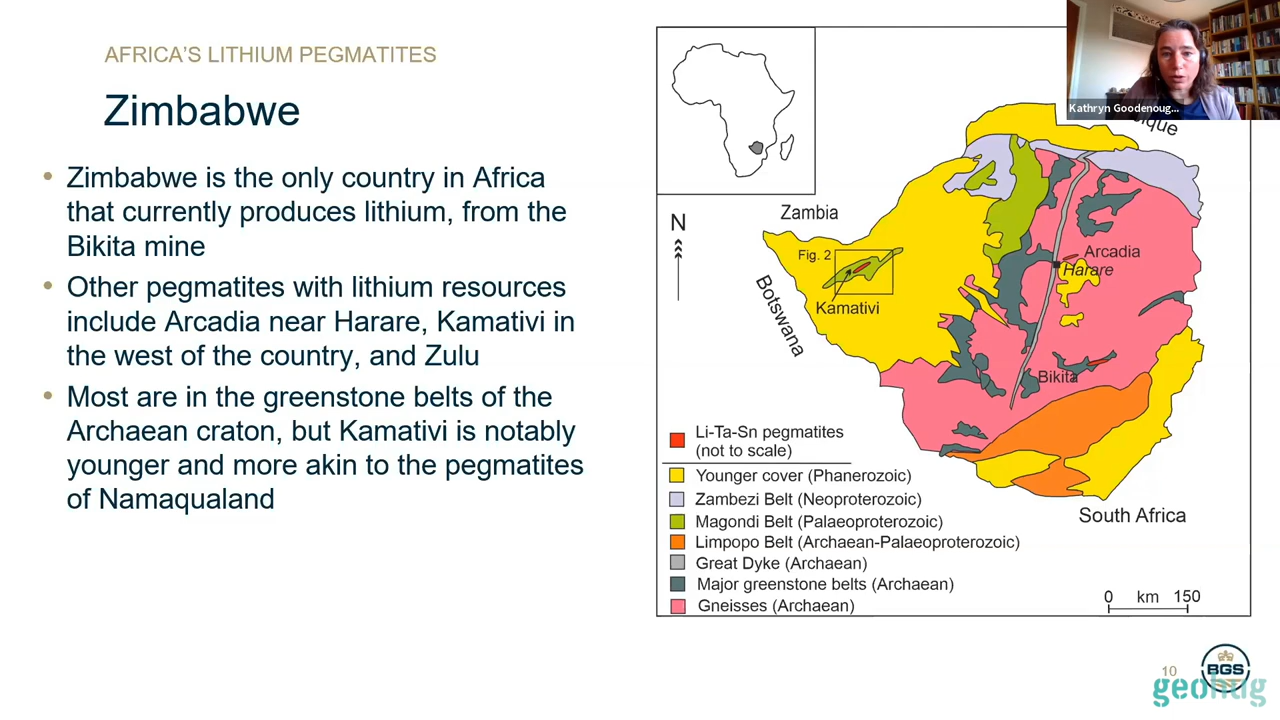 AFRICA'S LITHIUM PEGMATITES
Zimbabwe
• Zimbabwe is the only country in Africa
that currently produces lithium, from the
Bikita mine
• Other pegmatites with lithium resources
include Arcadia near Harare, Kamativi in
the west of the country, and Zulu
• Most are in the greenstone belts of the
Archaean craton, but Kamativi is notably
younger and more akin to the pegmatites
of Namaqualand
Kathryn Goodenoug...
Zambia
N
Fig. 2
Arcadia
Harare
Kamativi
Botswana
Bikita
South Africa
Li-Ta-Sn pegmatites
(not to scale)
Younger cover (Phanerozoic)
Zambezi Belt (Neoproterozoic)
Magondi Belt (Palaeoproterozoic)
Limpopo Belt (Archaean-Palaeoproterozoic)
Great Dyke (Archaean)
Major greenstone belts (Archaean)
Gneisses (Archaean)
0 km 150
10
BGS
geohug